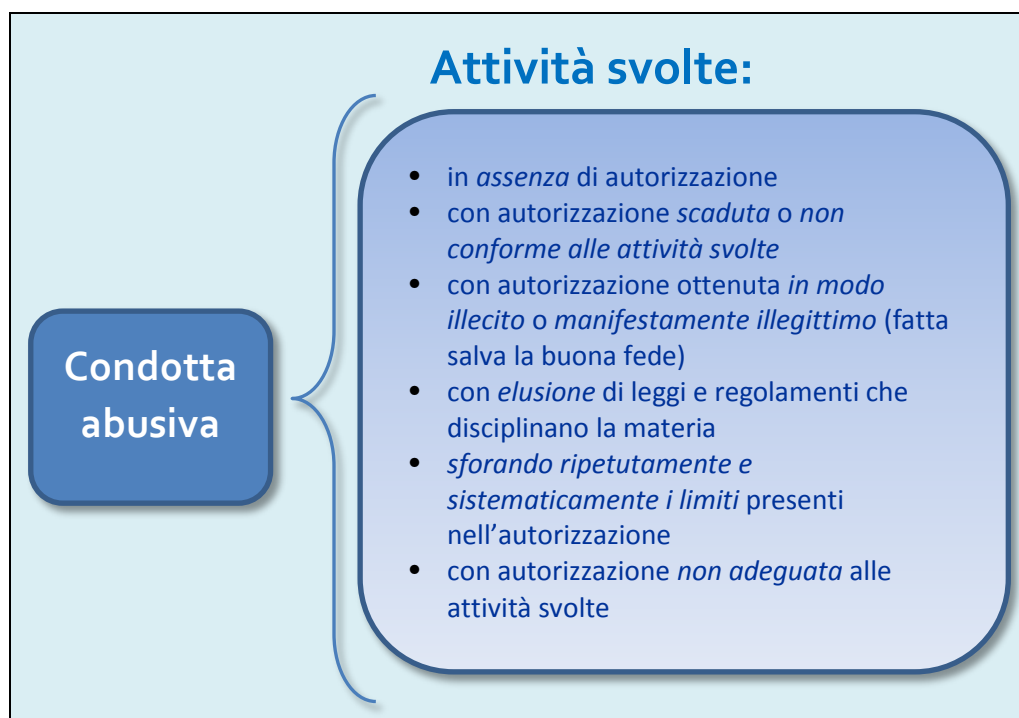 Attività svolte:
Condotta
abusiva
• in assenza di autorizzazione
• con autorizzazione scaduta o non
conforme alle attività svolte
• con autorizzazione ottenuta in modo
illecito o manifestamente illegittimo (fatta
salva la buona fede)
• con elusione di leggi e regolamenti che
disciplinano la materia
• sforando ripetutamente e
sistematicamente i limiti presenti
nell’autorizzazione
• con autorizzazione non adeguata alle
attività svolte